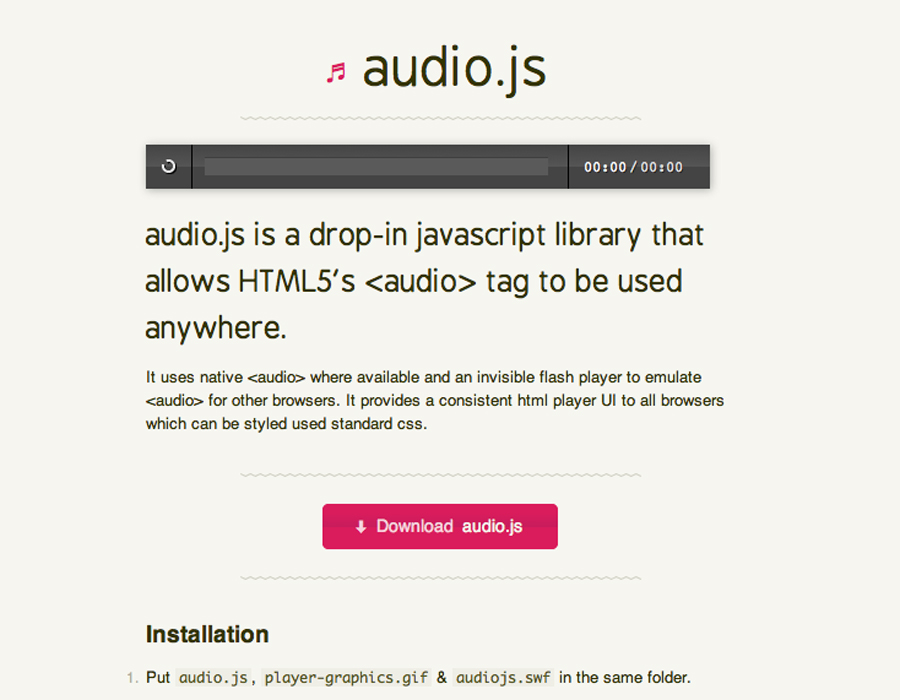 ♬ audio.js
00:00 / 00:00
audio.js is a drop-in javascript library that
allows HTML5's <audio> tag to be used
anywhere.
It uses native <audio> where available and an invisible flash player to emulate
<audio> for other browsers. It provides a consistent html player UI to all browsers
which can be styled used standard css.
Download audio.js
Installation
1. Put audio.js, player-graphics.gif & audiojs.swf in the same folder.